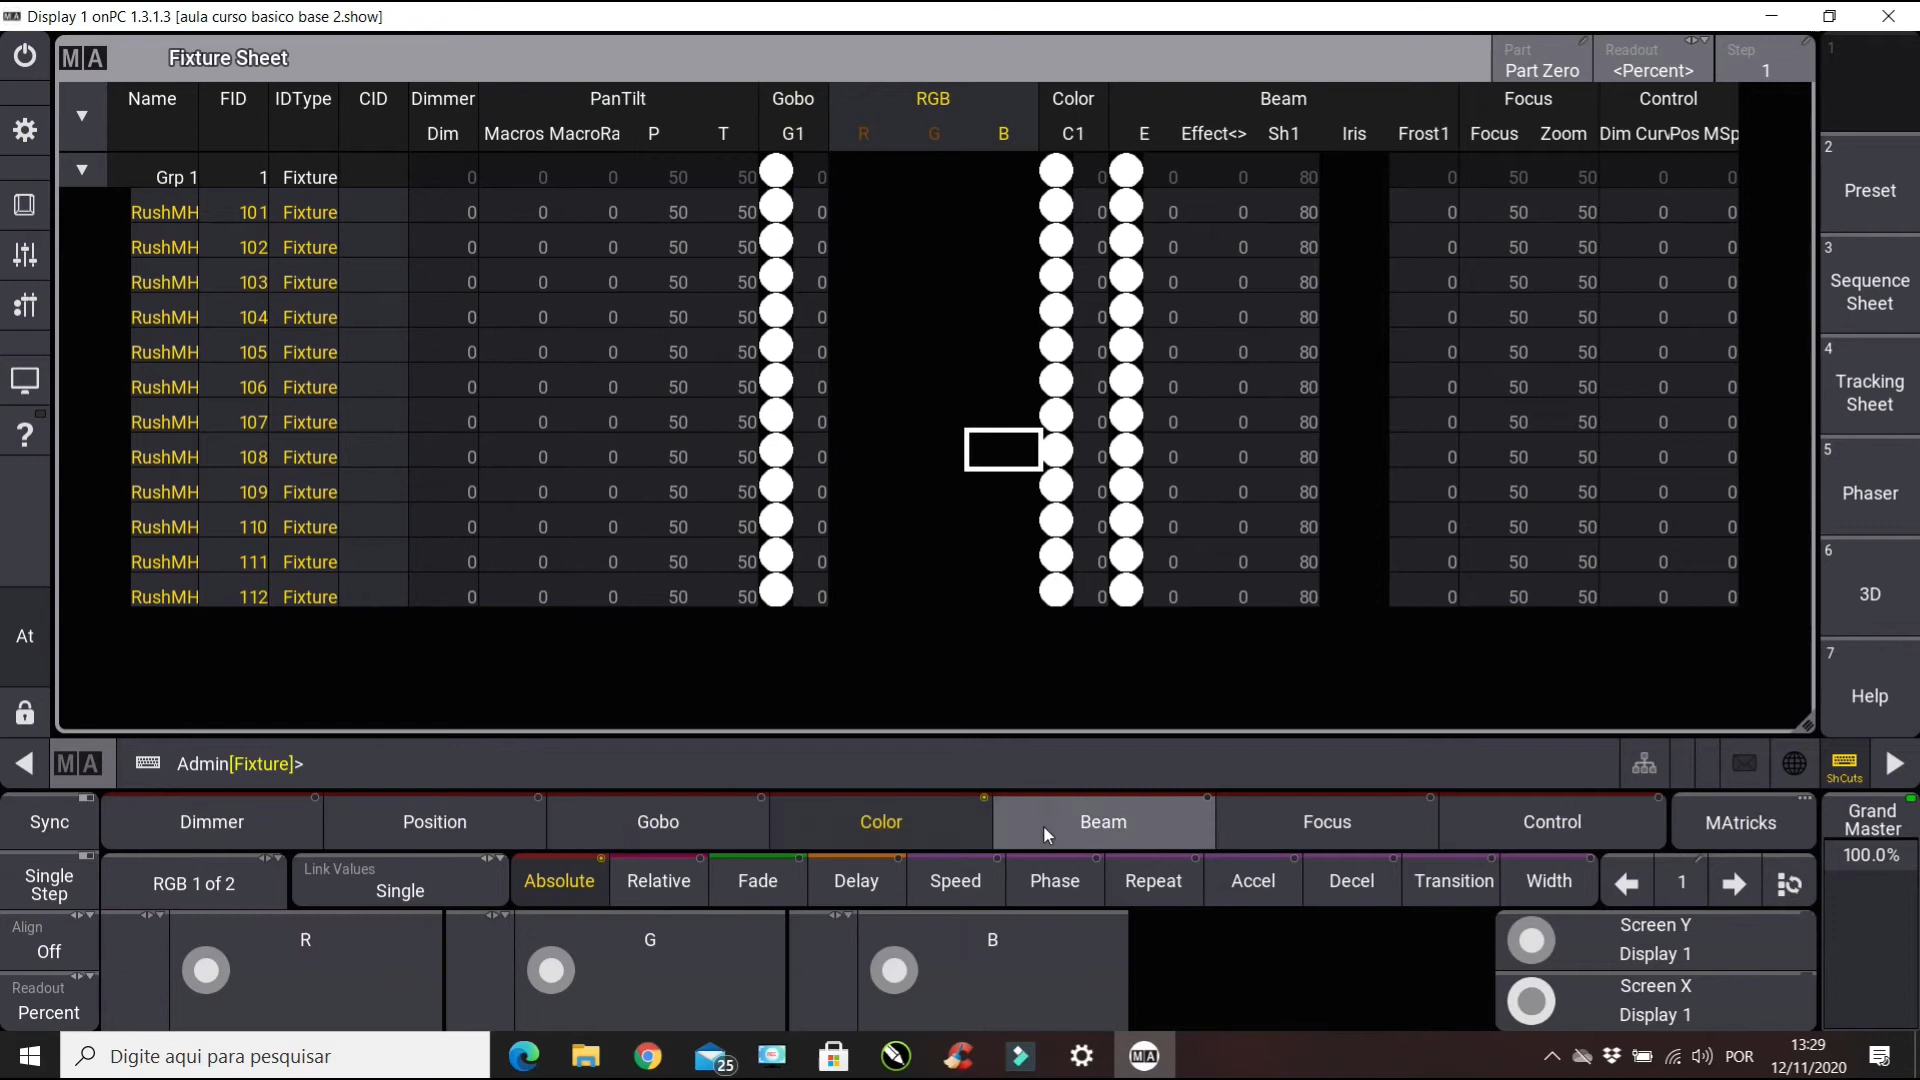 Display 1 onPC 1.3.1.3 [aula curso basico base 2.show]
MA Fixture Sheet
Part Readout Step 1
Part Zero <Percent> 1
Name FID IDType CID Dimmer PanTilt Gobo RGB Color Beam Focus Control
Dim Macros MacroRa P T G1 R G B C1 E Effect<> Sh1 Iris Frost1 Focus Zoom Dim Curv Pos MSp
Grp 1 1 Fixture 0 0 0 50 50 0 0 0 0 80 0 50 50 0 0
RushMH 101 Fixture 0 0 0 50 50 0 0 0 0 80 0 50 50 0 0
RushMH 102 Fixture 0 0 0 50 50 0 0 0 0 80 0 50 50 0 0
RushMH 103 Fixture 0 0 0 50 50 0 0 0 0 80 0 50 50 0 0
RushMH 104 Fixture 0 0 0 50 50 0 0 0 0 80 0 50 50 0 0
RushMH 105 Fixture 0 0 0 50 50 0 0 0 0 80 0 50 50 0 0
RushMH 106 Fixture 0 0 0 50 50 0 0 0 0 80 0 50 50 0 0
RushMH 107 Fixture 0 0 0 50 50 0 0 0 0 80 0 50 50 0 0
RushMH 108 Fixture 0 0 0 50 50 0 0 0 0 80 0 50 50 0 0
RushMH 109 Fixture 0 0 0 50 50 0 0 0 0 80 0 50 50 0 0
RushMH 110 Fixture 0 0 0 50 50 0 0 0 0 80 0 50 50 0 0
RushMH 111 Fixture 0 0 0 50 50 0 0 0 0 80 0 50 50 0 0
RushMH 112 Fixture 0 0 0 50 50 0 0 0 0 80 0 50 50 0 0
2
Preset
3
Sequence
Sheet
4
Tracking
Sheet
5
Phaser
6
3D
7
Help
?
At
MA Admin[Fixture]>
ShCuts
Sync Dimmer Position Gobo Color Beam Focus Control MAtricks
Grand
Master
100.0%
Single
Step
RGB 1 of 2
Link Values
Single
Absolute Relative Fade Delay Speed Phase Repeat Accel Decel Transition Width 1
Align
Off
R G B
Screen Y
Display 1
Readout
Percent
Screen X
Display 1
Digite aqui para pesquisar
25
MA
POR
13:29
12/11/2020